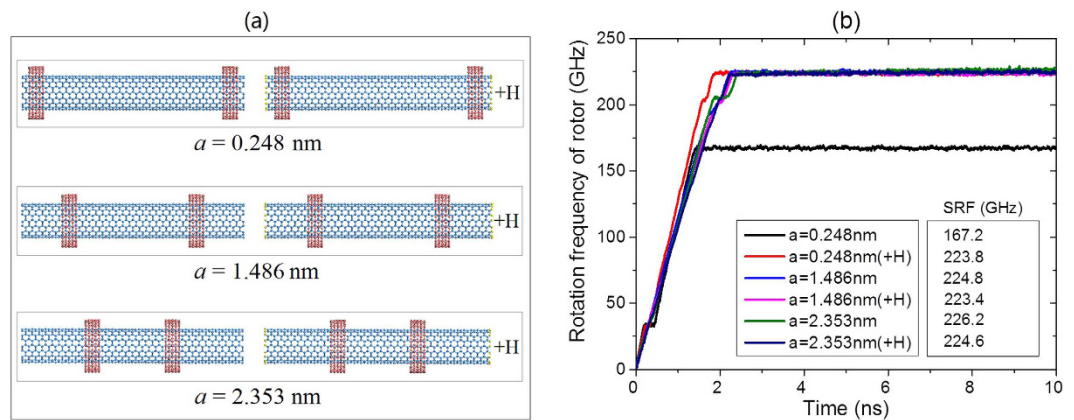 (a)
+H
a = 0.248 nm
+H
a = 1.486 nm
+H
a = 2.353 nm
(b)
Rotation frequency of rotor (GHz)
250
200
150
100
50
0
SRF (GHz)
a=0.248nm 167.2
a=0.248nm(+H) 223.8
a=1.486nm 224.8
a=1.486nm(+H) 223.4
a=2.353nm 226.2
a=2.353nm(+H) 224.6
0 2 4 6 8 10
Time (ns)